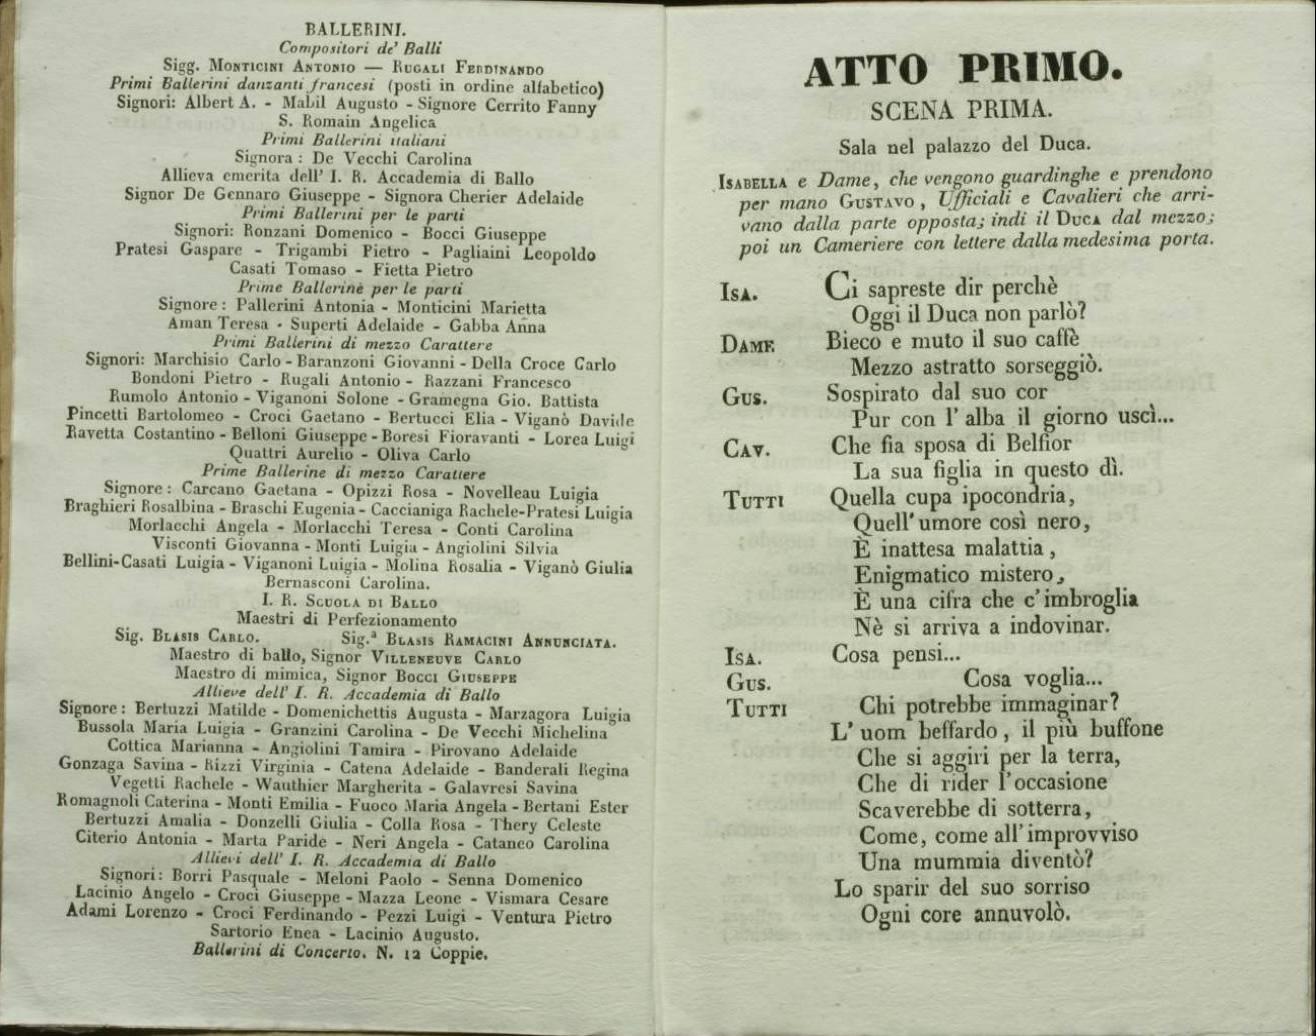 BALLERINI.
Compositori de' Balli
Sigg. Monticini Antonio — Rugali Ferdinando
Primi Ballerini danzanti francesi (posti in ordine alfabetico)
Signori: Albert A. - Mabil Augusto - Signore Cerrito Fanny
S. Romain Angelica
Primi Ballerini italiani
Signora: De Vecchi Carolina
Allieva emerita dell' I. R. Accademia di Ballo
Signor De Gennaro Giuseppe - Signora Cherier Adelaide
Primi Ballerini per le parti
Signori: Ronzani Domenico - Bocci Giuseppe
Pratesi Gaspare - Trigambi Pietro - Pagliaini Leopoldo
Casati Tomaso - Fietta Pietro
Prime Ballerine per le parti
Signore: Pallerini Antonia - Monticini Marietta
Aman Teresa - Superti Adelaide - Gabba Anna
Primi Ballerini di mezzo Carattere
Signori: Marchisio Carlo - Baranzoni Giovanni - Della Croce Carlo
Bondoni Pietro - Rugali Antonio - Razzani Francesco
Rumolo Antonio - Viganoni Solone - Gramegna Gio. Battista
Pincetti Bartolomeo - Croci Gaetano - Bertucci Elia - Viganò Davide
Ravetta Costantino - Belloni Giuseppe - Boresi Fioravanti - Lorea Luigi
Quattri Aurelio - Oliva Carlo
Prime Ballerine di mezzo Carattere
Signore: Carcano Gaetana - Opizzi Rosa - Novelleau Luigia
Braghieri Rosalbina - Braschi Eugenia - Caccianiga Rachele - Pratesi Luigia
Morlacchi Angela - Morlacchi Teresa - Conti Carolina
Visconti Giovanna - Monti Luigia - Angiolini Silvia
Bellini-Casati Luigia - Viganoni Luigia - Molina Rosalia - Viganò Giulia
Bernasconi Carolina.
I. R. Scuola di Ballo
Maestri di Perfezionamento
Sig. Blasis Carlo. Sig.ª Blasis Ramacini Annunciata.
Maestro di ballo, Signor Villeneuve Carlo
Maestro di mimica, Signor Bocci Giuseppe
Allieve dell' I. R. Accademia di Ballo
Signore: Bertuzzi Matilde - Domenichettis Augusta - Marzagora Luigia
Bussola Maria Luigia - Granzini Carolina - De Vecchi Michelina
Cottica Marianna - Angiolini Tamira - Pirovano Adelaide
Gonzaga Savina - Rizzi Virginia - Catena Adelaide - Banderali Regina
Vegetti Rachele - Wauthier Margherita - Galavresi Savina
Romagnoli Caterina - Monti Emilia - Fuoco Maria Angela - Bertani Ester
Bertuzzi Amalia - Donzelli Giulia - Colla Rosa - Thery Celeste
Citerio Antonia - Marta Paride - Neri Angela - Cataneo Carolina
Allievi dell' I. R. Accademia di Ballo
Signori: Borri Pasquale - Meloni Paolo - Senna Domenico
Lacinio Angelo - Croci Giuseppe - Mazza Leone - Vismara Cesare
Adami Lorenzo - Croci Ferdinando - Pezzi Luigi - Ventura Pietro
Sartorio Enea - Lacinio Augusto.
Ballerini di Concerto. N. 12 Coppie.
ATTO PRIMO.
SCENA PRIMA.
Sala nel palazzo del Duca.
Isabella e Dame, che vengono guardinghe e prendono
per mano Gustavo, Ufficiali e Cavalieri che arri-
vano dalla parte opposta; indi il Duca dal mezzo;
poi un Cameriere con lettere dalla medesima porta.
Isa. Ci sapreste dir perchè
Oggi il Duca non parlò?
Dame Bieco e muto il suo caffè
Mezzo astratto sorseggiò.
Gus. Sospirato dal suo cor
Pur con l' alba il giorno uscì...
Cav. Che fia sposa di Belfior
La sua figlia in questo dì.
Tutti Quella cupa ipocondria,
Quell' umore così nero,
È inattesa malattia,
Enigmatico mistero,
È una cifra che c' imbroglia
Nè si arriva a indovinar.
Isa. Cosa pensi...
Gus. Cosa voglia...
Tutti Chi potrebbe immaginar?
L' uom beffardo, il più buffone
Che si aggiri per la terra,
Che di rider l'occasione
Scaverebbe di sotterra,
Come, come all' improvviso
Una mummia diventò?
Lo sparir del suo sorriso
Ogni core annuvolò.